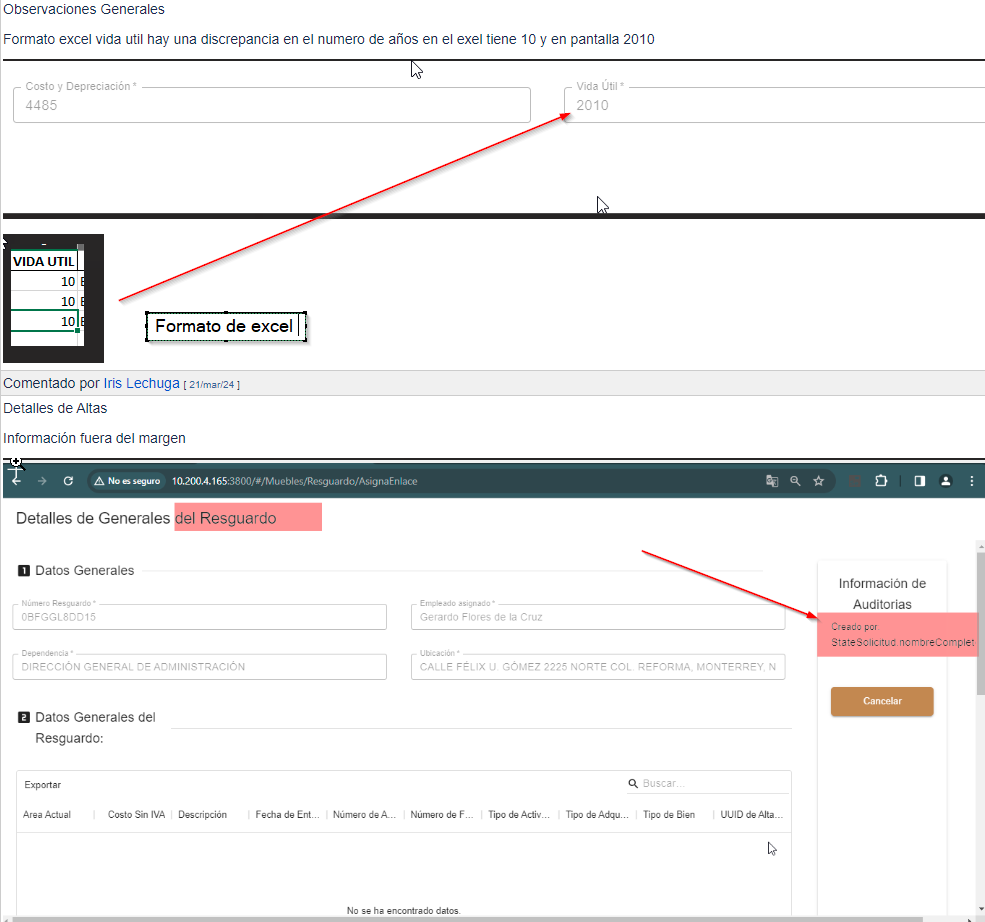 Observaciones Generales
Formato excel vida util hay una discrepancia en el numero de años en el exel tiene 10 y en pantalla 2010
Costo y Depreciación *
4485
Vida Útil *
2010
VIDA UTIL
10
10
10
Formato de excel
Comentado por Iris Lechuga [ 21/mar/24 ]
Detalles de Altas
Información fuera del margen
No es seguro 10.200.4.165:3800/#/Muebles/Resguardo/AsignaEnlace
Detalles de Generales del Resguardo
1 Datos Generales
Número Resguardo *
0BFGGL8DD15
Empleado asignado *
Gerardo Flores de la Cruz
Dependencia *
DIRECCIÓN GENERAL DE ADMINISTRACIÓN
Ubicación *
CALLE FÉLIX U. GÓMEZ 2225 NORTE COL. REFORMA, MONTERREY, N
Información de
Auditorias
Creado por:
StateSolicitud.nombreComplet
Cancelar
2 Datos Generales del
Resguardo:
Exportar
Buscar...
Area Actual Costo Sin IVA Descripción Fecha de Ent... Número de A... Número de F... Tipo de Activ... Tipo de Adqu... Tipo de Bien UUID de Alta...
No se ha encontrado datos.